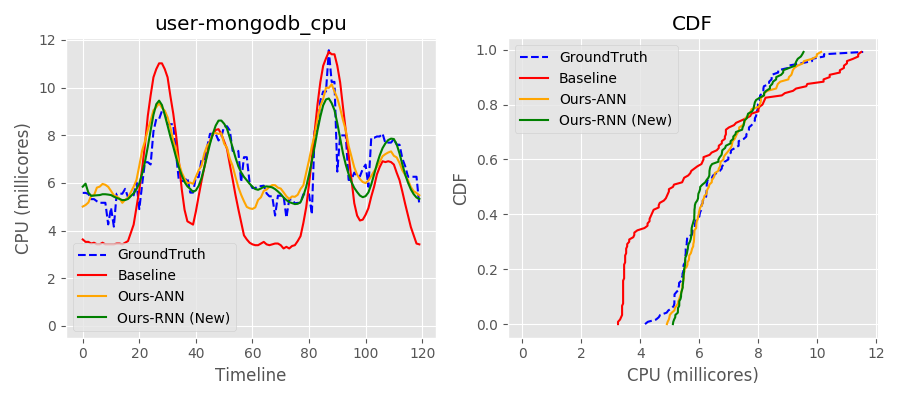 user-mongodb_cpu
12
10
8
6
4
2
0
CPU (millicores)
GroundTruth
Baseline
Ours-ANN
Ours-RNN (New)
0 20 40 60 80 100 120
Timeline
CDF
1.0
0.8
0.6
0.4
0.2
0.0
CDF
GroundTruth
Baseline
Ours-ANN
Ours-RNN (New)
0 2 4 6 8 10 12
CPU (millicores)